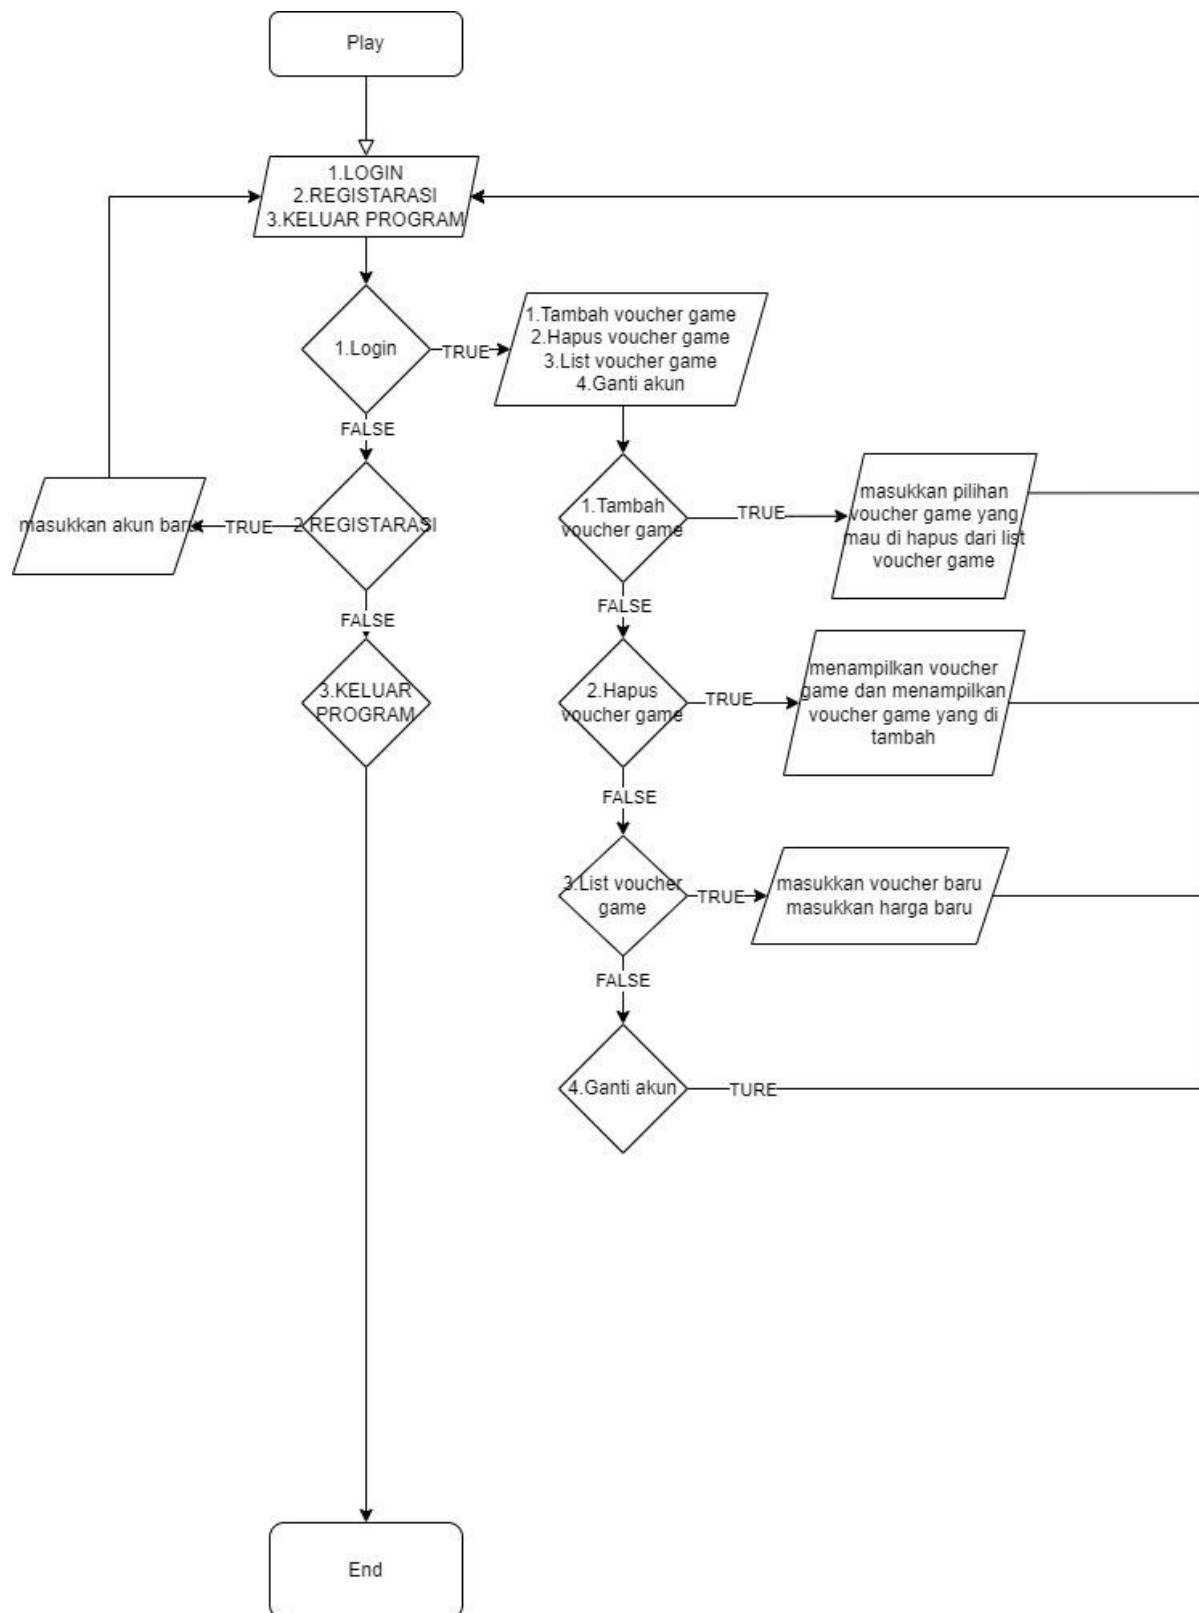 Play
1.LOGIN
2.REGISTARASI
3.KELUAR PROGRAM
1.Login
TRUE
1.Tambah voucher game
2.Hapus voucher game
3.List voucher game
4.Ganti akun
FALSE
masukkan akun baru
TRUE
2.REGISTARASI
1.Tambah
voucher game
TRUE
masukkan pilihan
voucher game yang
mau di hapus dari list
voucher game
FALSE
FALSE
3.KELUAR
PROGRAM
2.Hapus
voucher game
TRUE
menampilkan voucher
game dan menampilkan
voucher game yang di
tambah
FALSE
3.List voucher
game
TRUE
masukkan voucher baru
masukkan harga baru
FALSE
4.Ganti akun
TURE
End